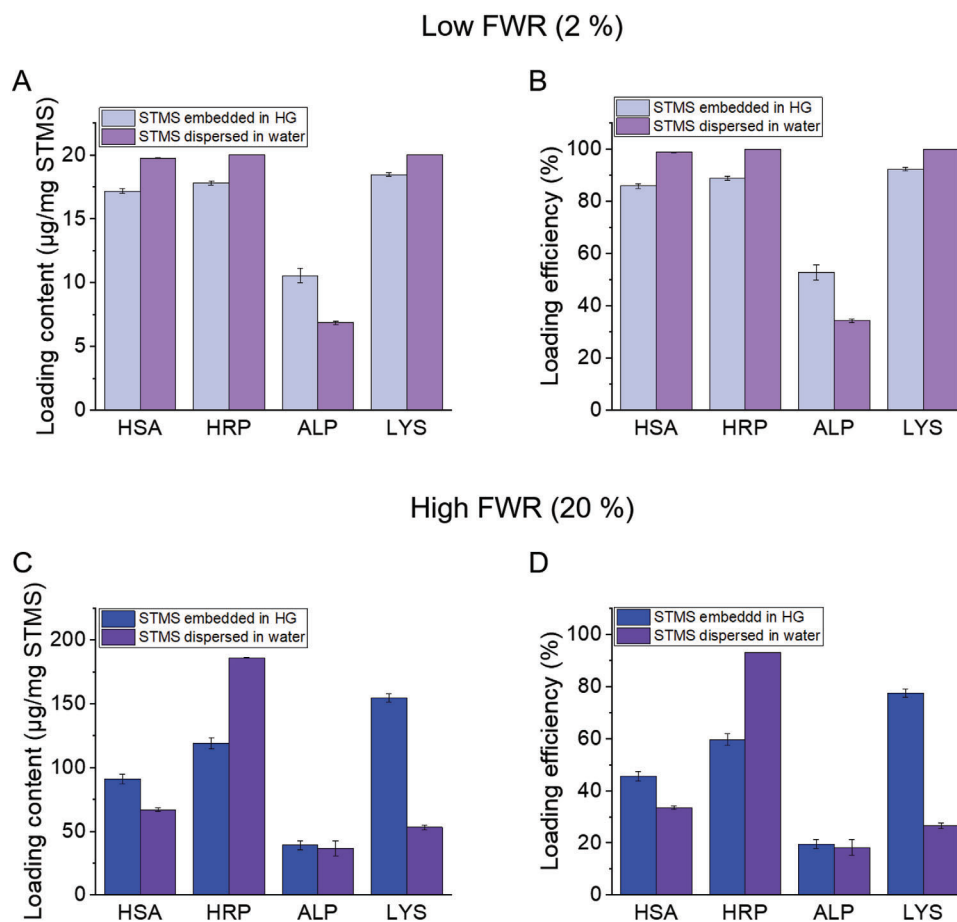 Low FWR (2 %)
A
STMS embedded in HG
STMS dispersed in water
Loading content (µg/mg STMS)
20
15
10
5
0
HSA HRP ALP LYS
B
STMS embedded in HG
STMS dispersed in water
Loading efficiency (%)
100
80
60
40
20
0
HSA HRP ALP LYS
High FWR (20 %)
C
STMS embedded in HG
STMS dispersed in water
Loading content (µg/mg STMS)
200
150
100
50
0
HSA HRP ALP LYS
D
STMS embeddd in HG
STMS dispersed in water
Loading efficiency (%)
100
80
60
40
20
0
HSA HRP ALP LYS